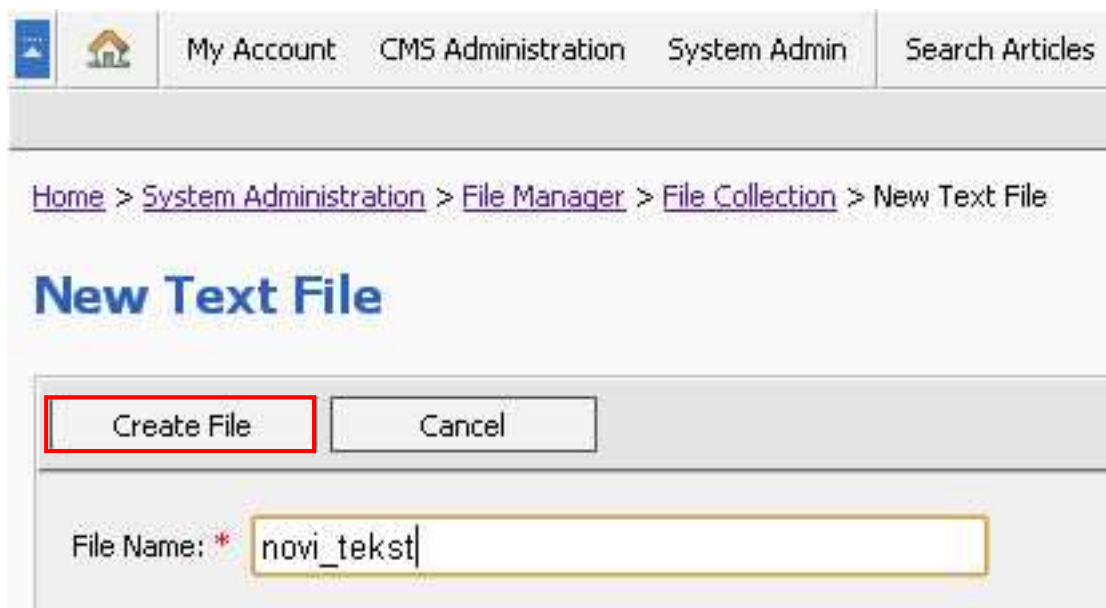 My Account CMS Administration System Admin Search Articles
Home > System Administration > File Manager > File Collection > New Text File
New Text File
Create File Cancel
File Name: * novi_tekst